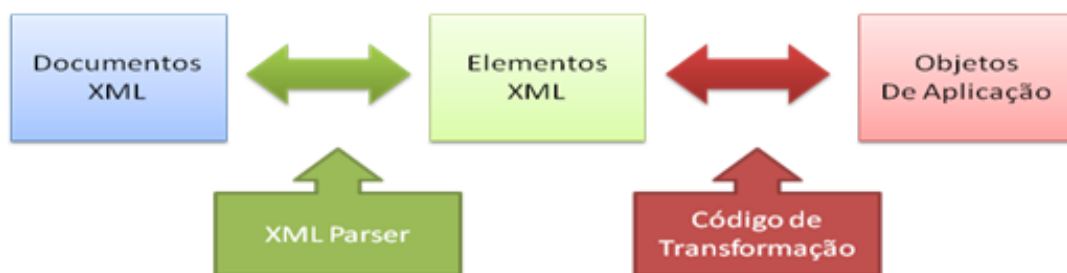 Documentos
XML
Elementos
XML
Objetos
De Aplicação
XML Parser
Código de
Transformação